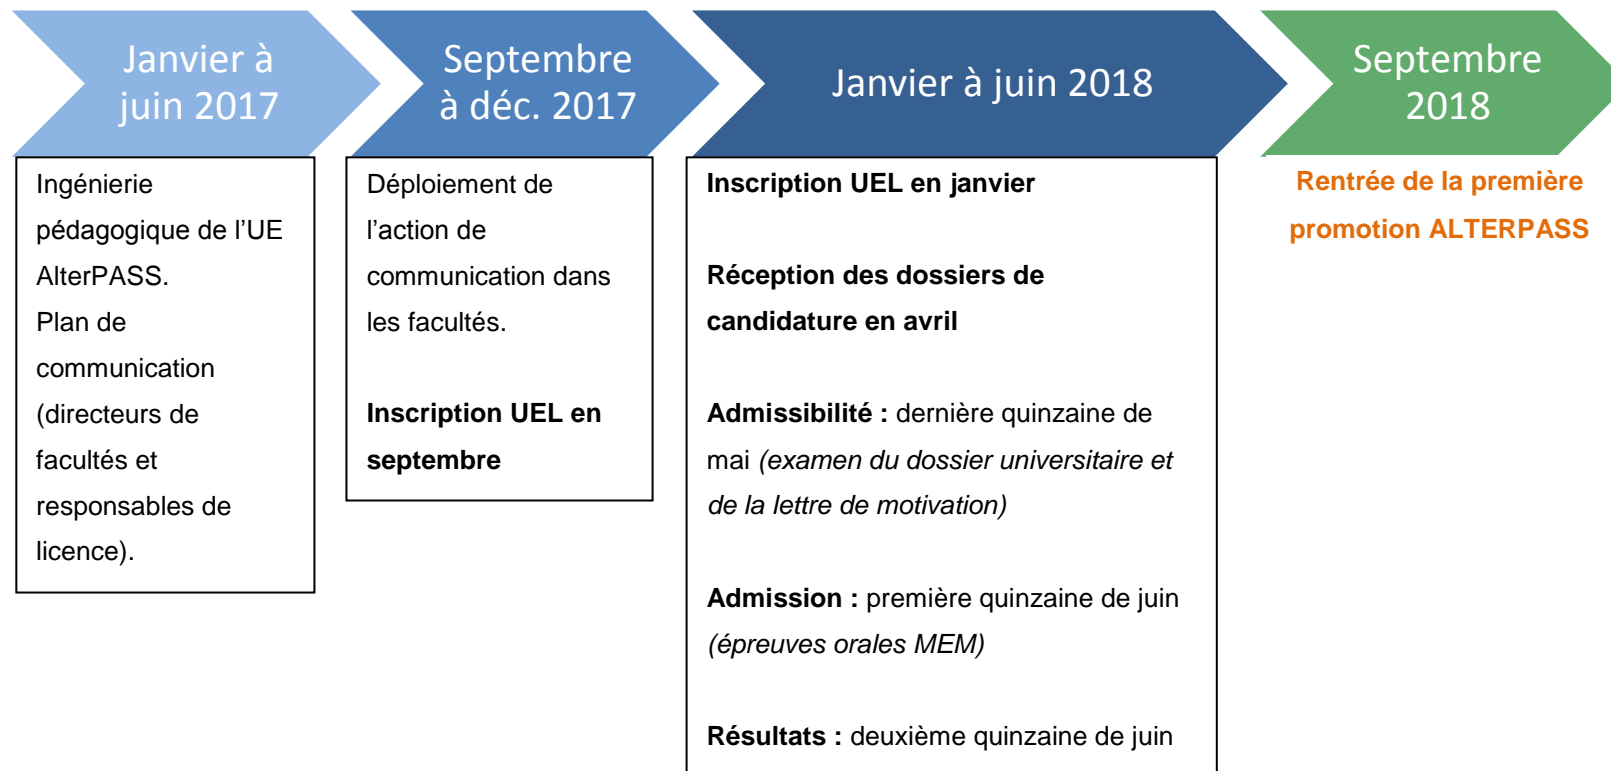 Janvier à
juin 2017
Septembre
à déc. 2017
Janvier à juin 2018
Septembre
2018
Ingénierie
pédagogique de l’UE
AlterPASS.
Plan de
communication
(directeurs de
facultés et
responsables de
licence).
Déploiement de
l’action de
communication dans
les facultés.
Inscription UEL en
septembre
Inscription UEL en janvier
Réception des dossiers de
candidature en avril
Admissibilité : dernière quinzaine de
mai (examen du dossier universitaire et
de la lettre de motivation)
Admission : première quinzaine de juin
(épreuves orales MEM)
Résultats : deuxième quinzaine de juin
Rentrée de la première
promotion ALTERPASS